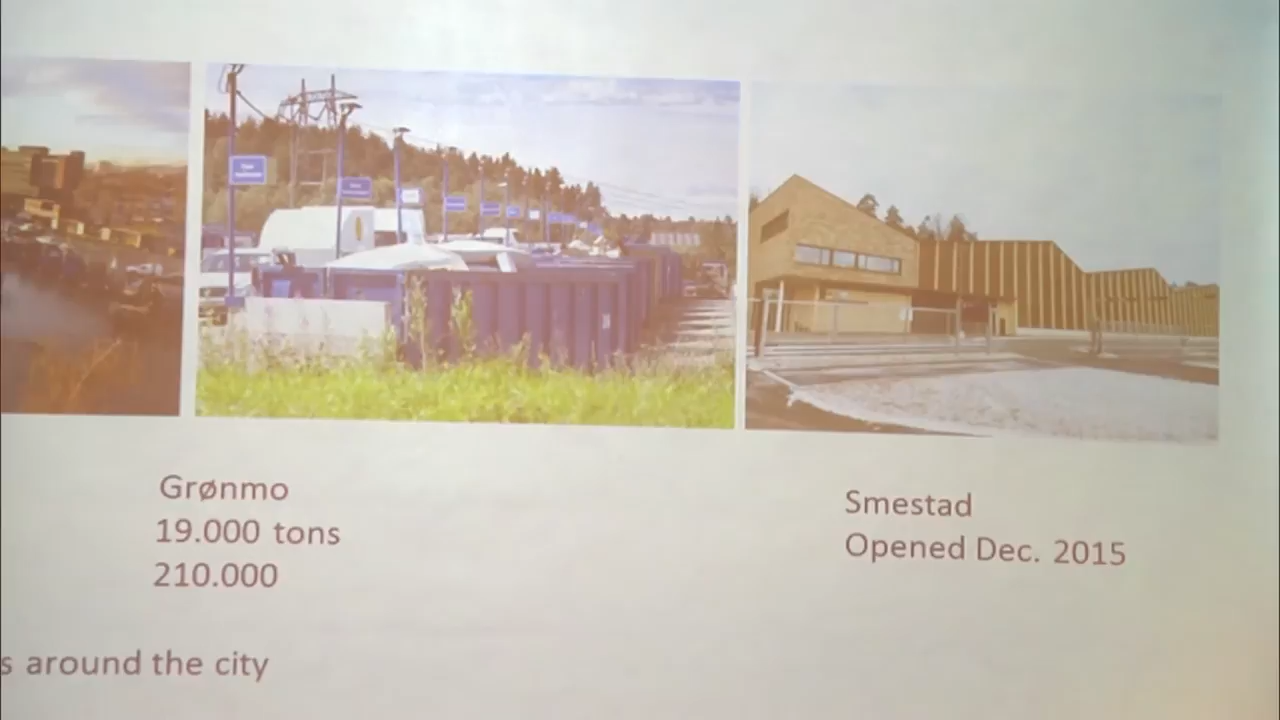 Grønmo
19.000 tons
210.000
Smestad
Opened Dec. 2015
s around the city